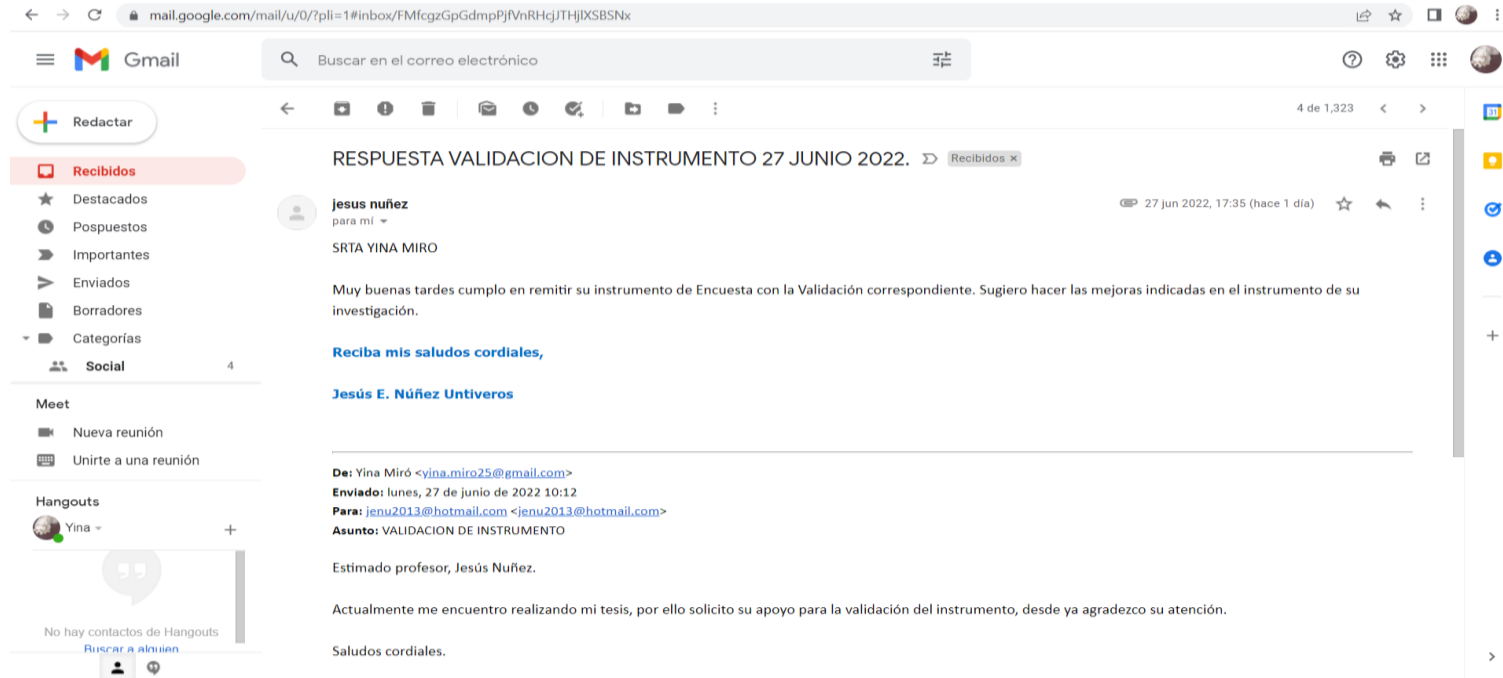 mail.google.com/mail/u/0/?pli=1#inbox/FMfcgzGpGdmpPjfVnRHcjJTHjlXSBSNx
Gmail
Buscar en el correo electrónico
Redactar
4 de 1,323
Recibidos
Destacados
Pospuestos
Importantes
Enviados
Borradores
Categorías
Social 4
Meet
Nueva reunión
Unirte a una reunión
Hangouts
Yina
No hay contactos de Hangouts
Buscar a alguien
RESPUESTA VALIDACION DE INSTRUMENTO 27 JUNIO 2022. Recibidos ×
jesus nuñez 27 jun 2022, 17:35 (hace 1 día)
para mí
SRTA YINA MIRO
Muy buenas tardes cumplo en remitir su instrumento de Encuesta con la Validación correspondiente. Sugiero hacer las mejoras indicadas en el instrumento de su
investigación.
Reciba mis saludos cordiales,
Jesús E. Núñez Untiveros
De: Yina Miró <yina.miro25@gmail.com>
Enviado: lunes, 27 de junio de 2022 10:12
Para: jenu2013@hotmail.com <jenu2013@hotmail.com>
Asunto: VALIDACION DE INSTRUMENTO
Estimado profesor, Jesús Nuñez.
Actualmente me encuentro realizando mi tesis, por ello solicito su apoyo para la validación del instrumento, desde ya agradezco su atención.
Saludos cordiales.
31